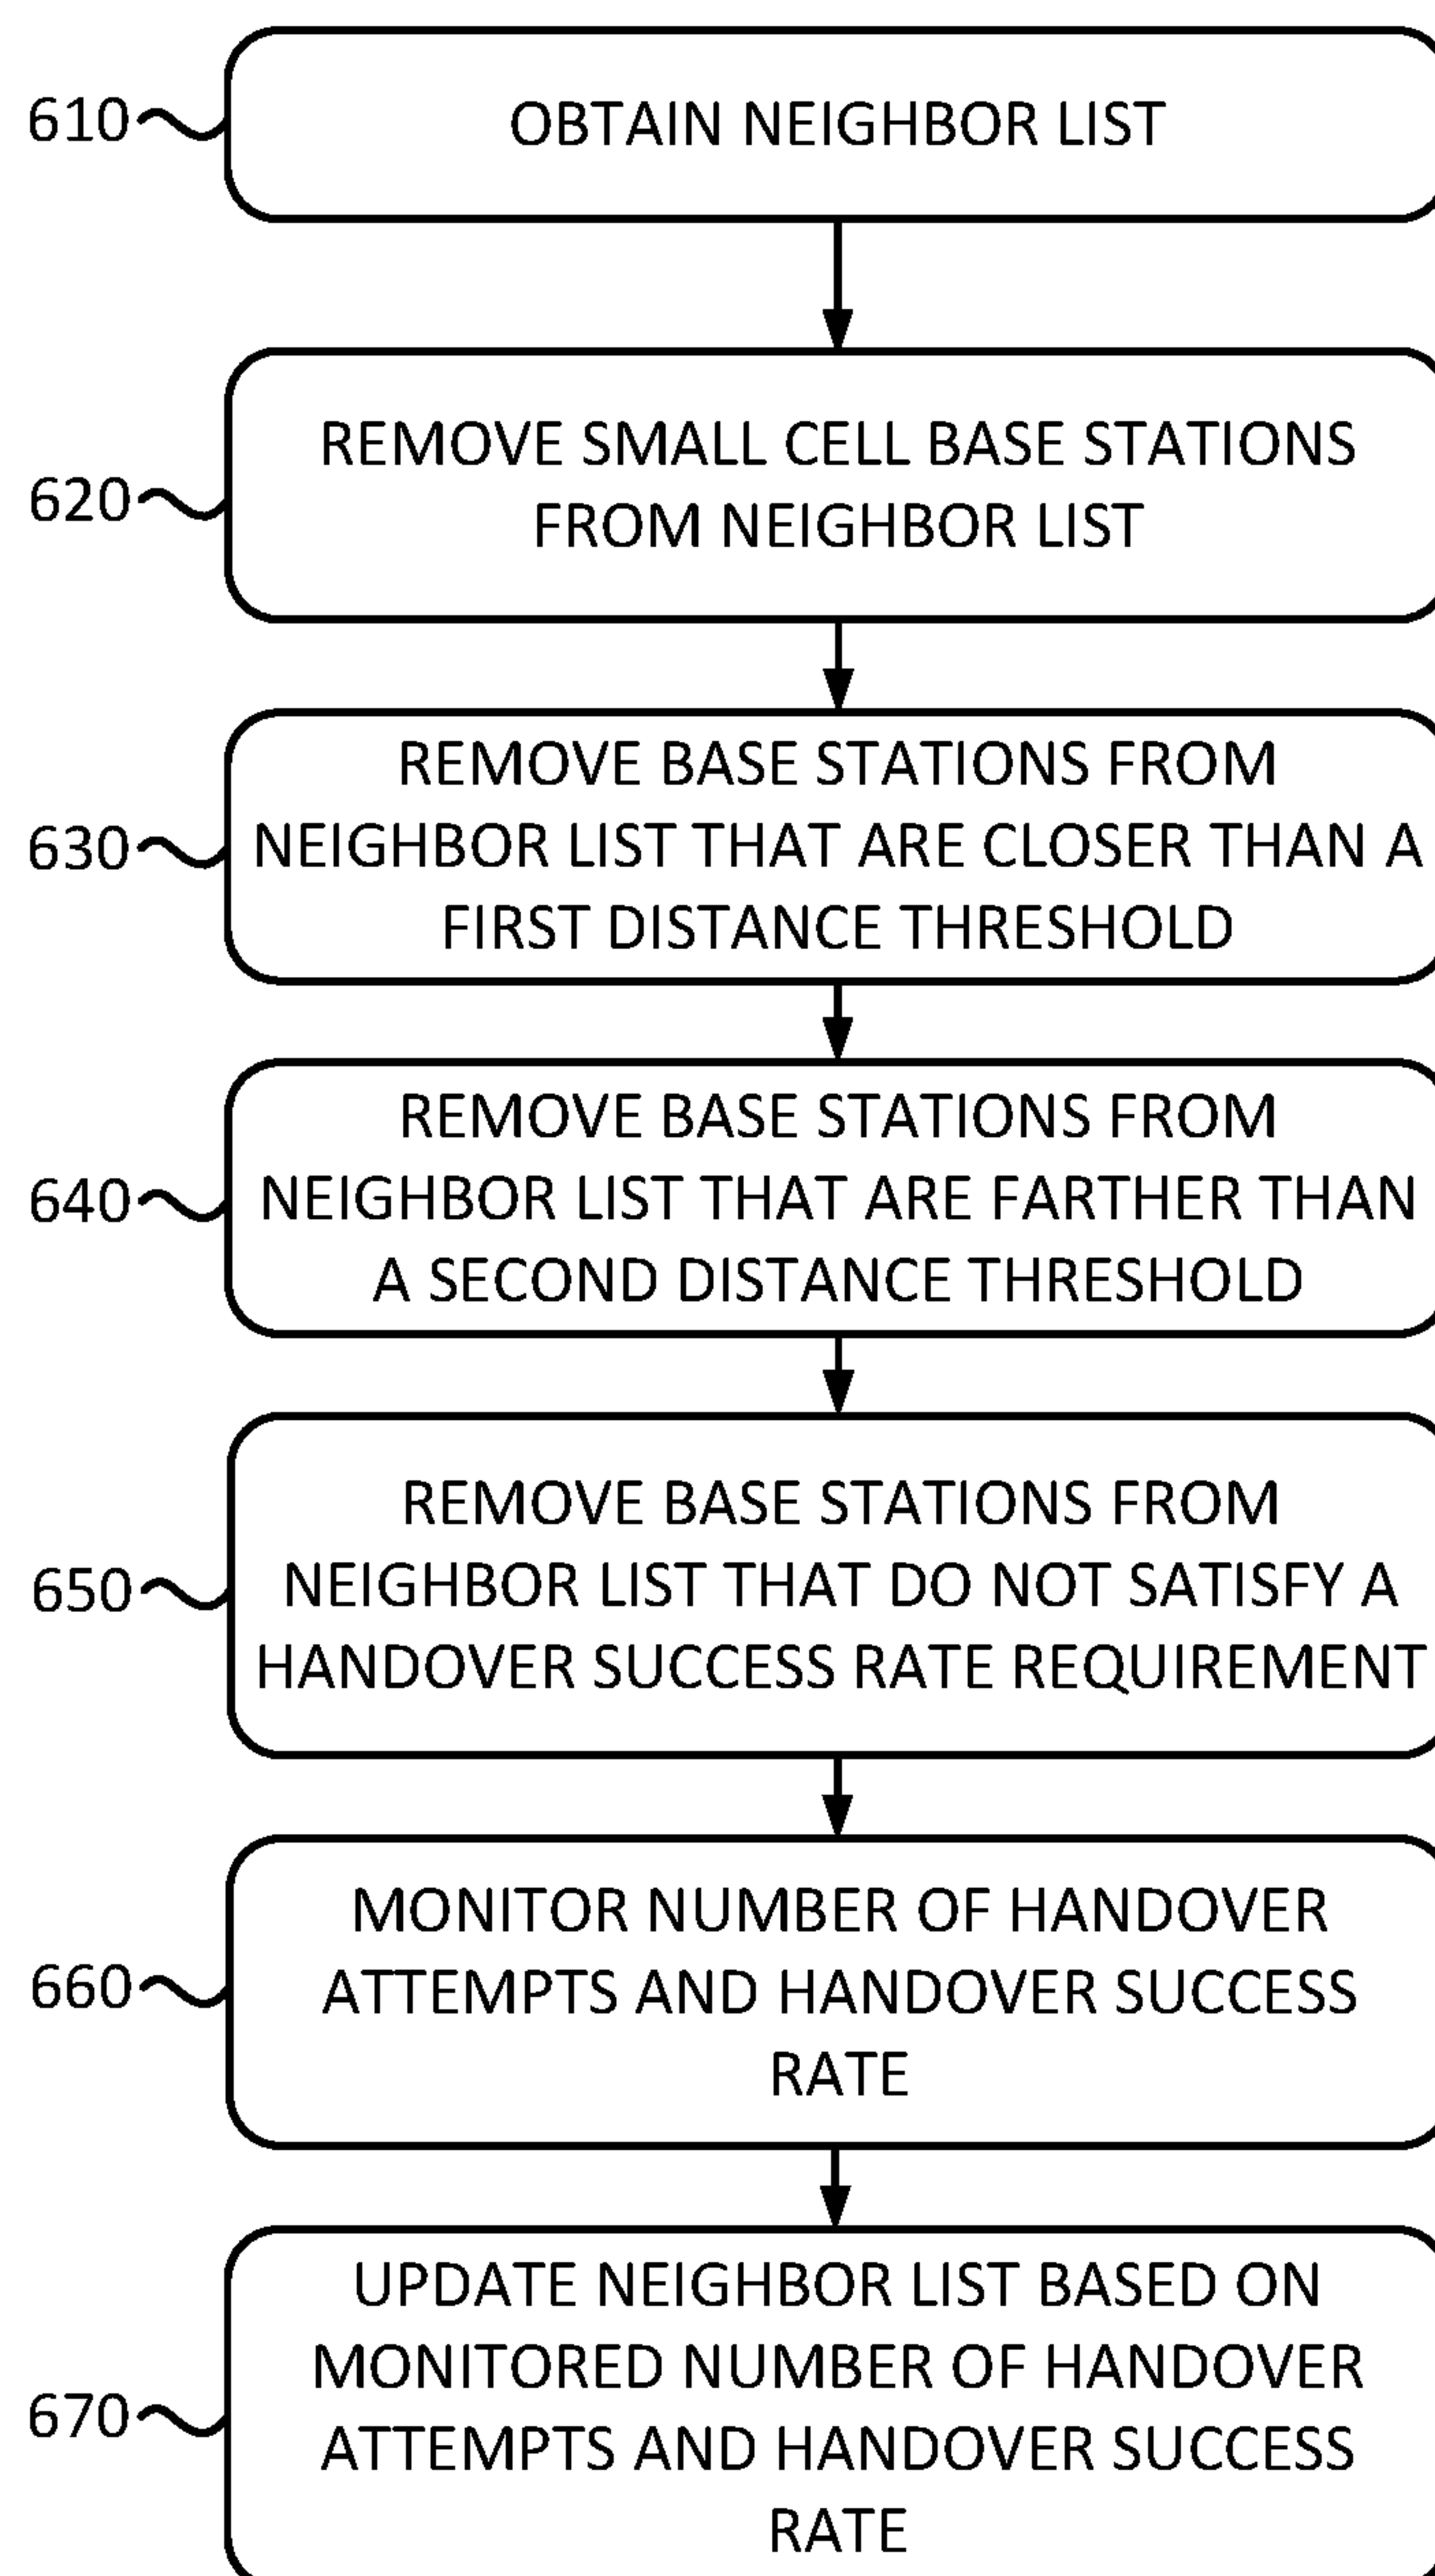 610
OBTAIN NEIGHBOR LIST
620
REMOVE SMALL CELL BASE STATIONS
FROM NEIGHBOR LIST
630
REMOVE BASE STATIONS FROM
NEIGHBOR LIST THAT ARE CLOSER THAN A
FIRST DISTANCE THRESHOLD
640
REMOVE BASE STATIONS FROM
NEIGHBOR LIST THAT ARE FARTHER THAN
A SECOND DISTANCE THRESHOLD
650
REMOVE BASE STATIONS FROM
NEIGHBOR LIST THAT DO NOT SATISFY A
HANDOVER SUCCESS RATE REQUIREMENT
660
MONITOR NUMBER OF HANDOVER
ATTEMPTS AND HANDOVER SUCCESS
RATE
670
UPDATE NEIGHBOR LIST BASED ON
MONITORED NUMBER OF HANDOVER
ATTEMPTS AND HANDOVER SUCCESS
RATE